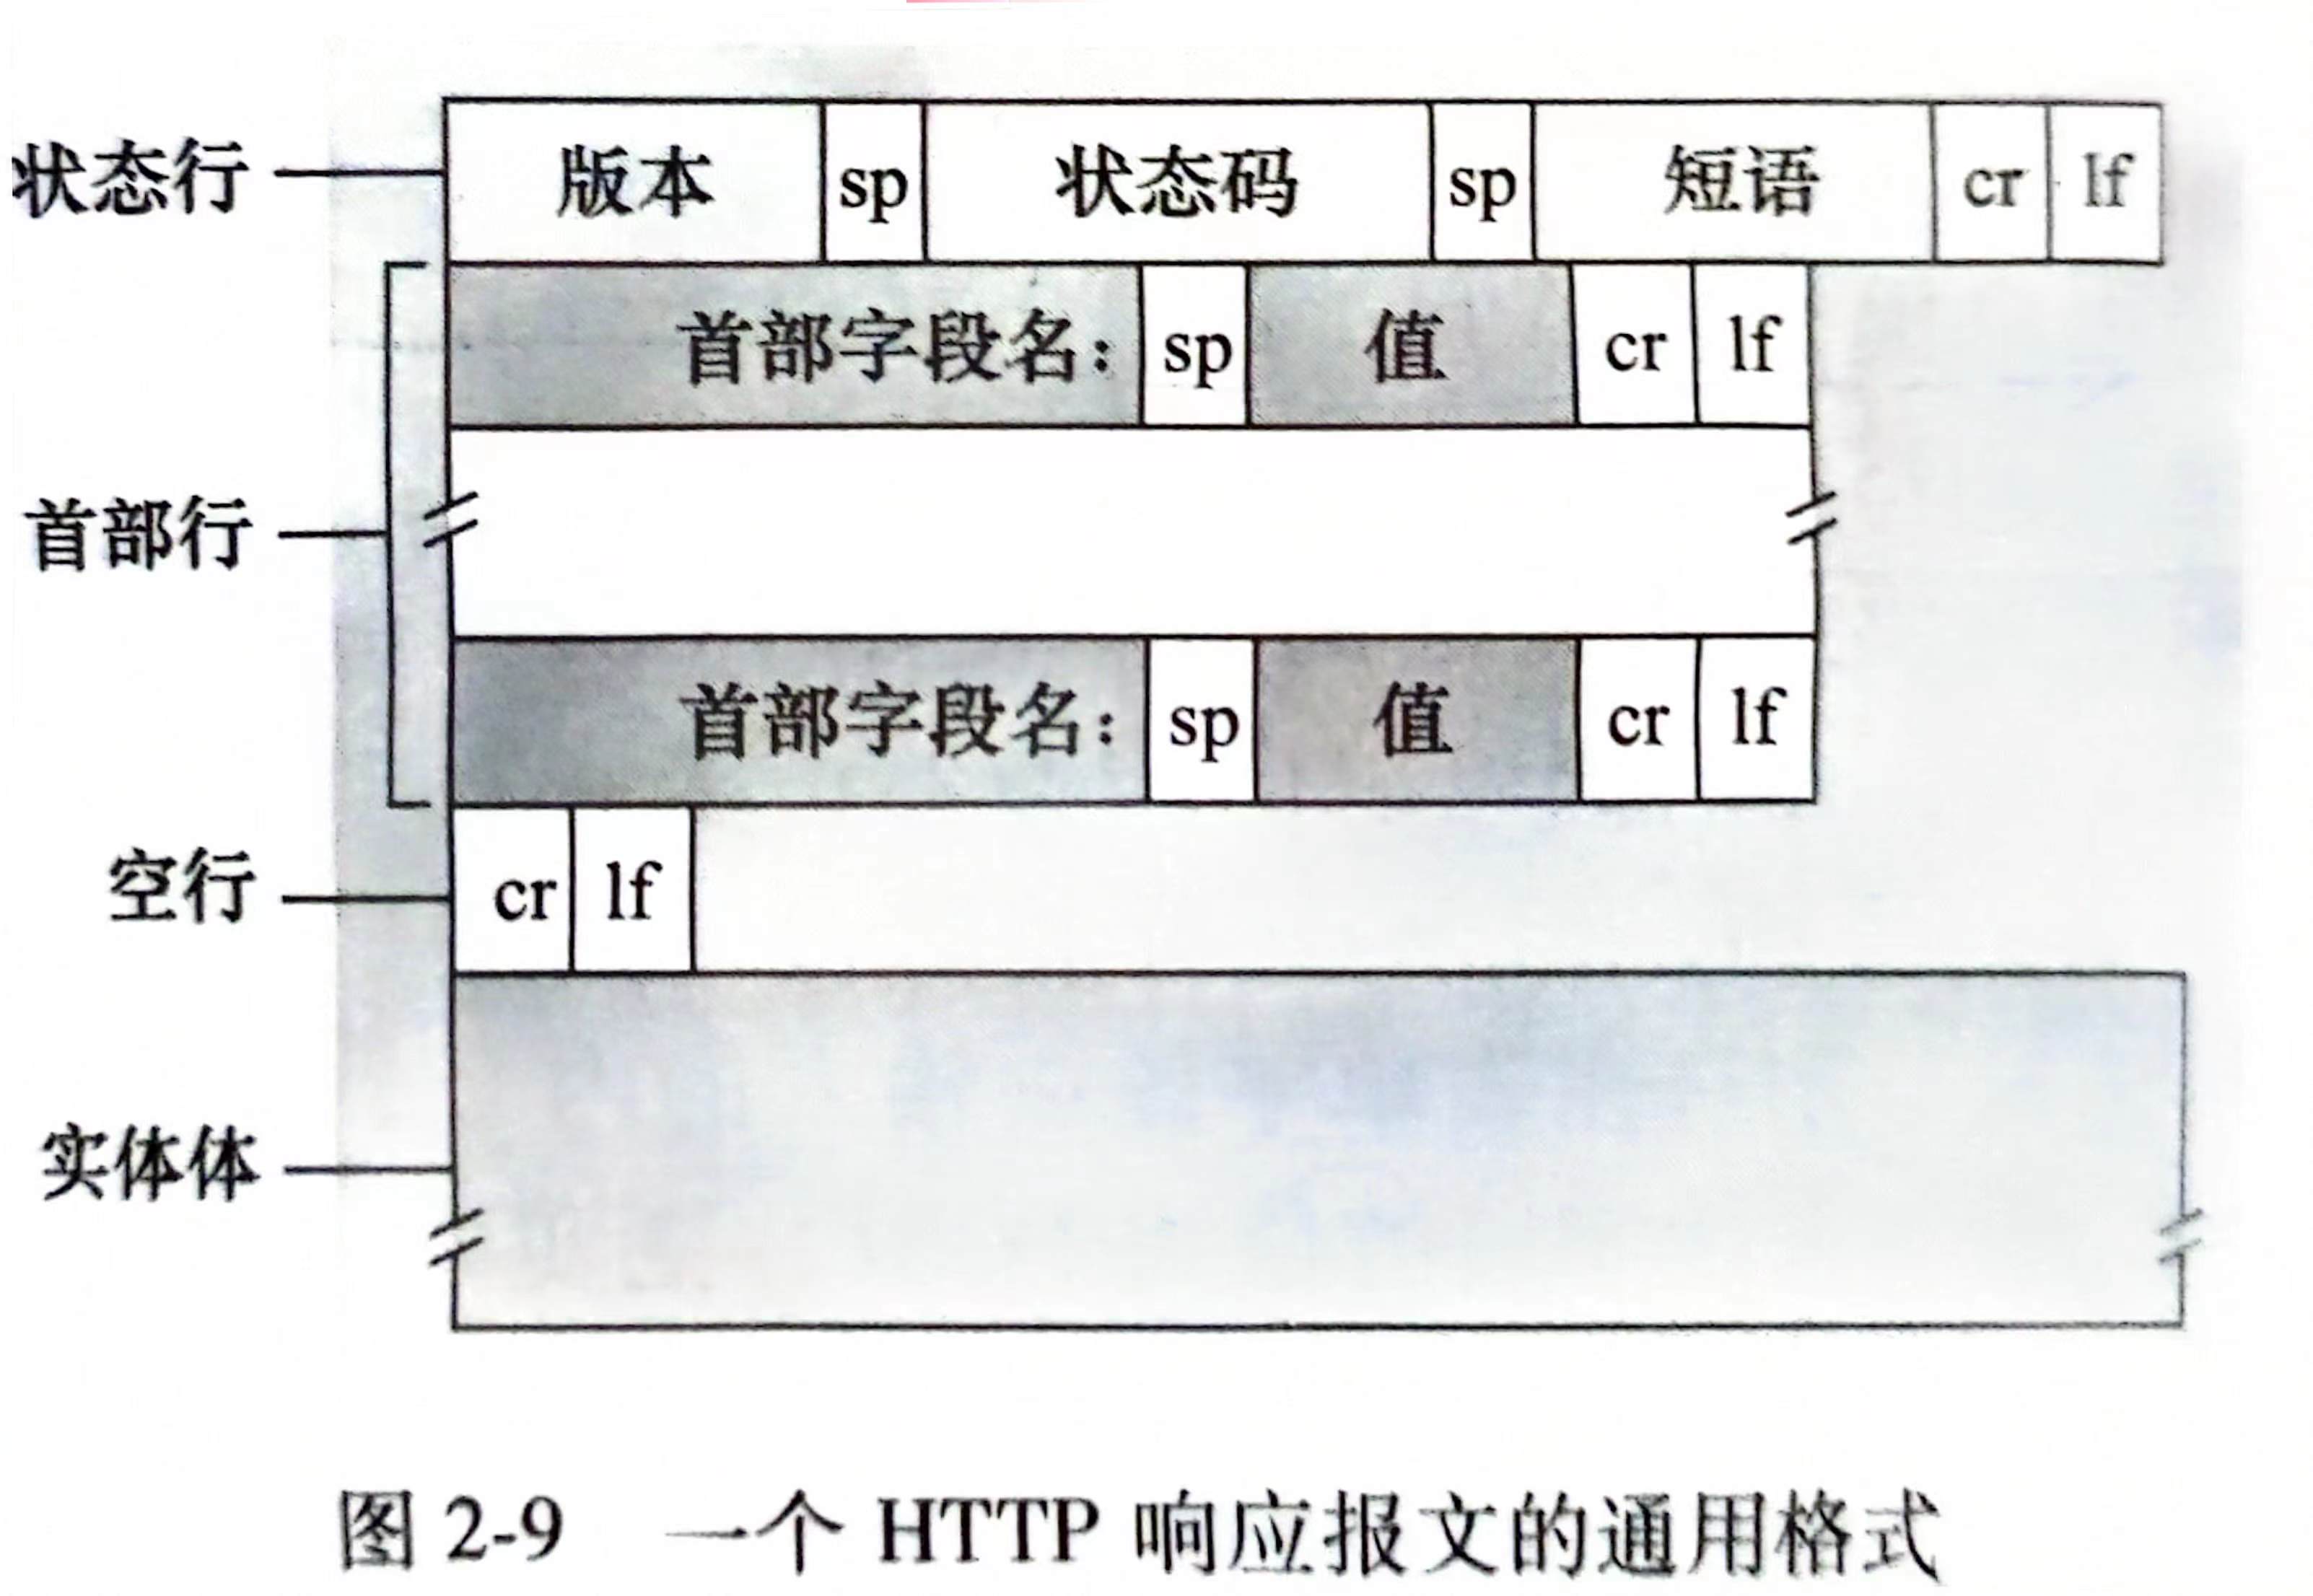 状态行 版本 sp 状态码 sp 短语 cr lf
首部字段名： sp 值 cr lf
首部行
首部字段名： sp 值 cr lf
空行 cr lf
实体体
图 2-9 一个 HTTP 响应报文的通用格式